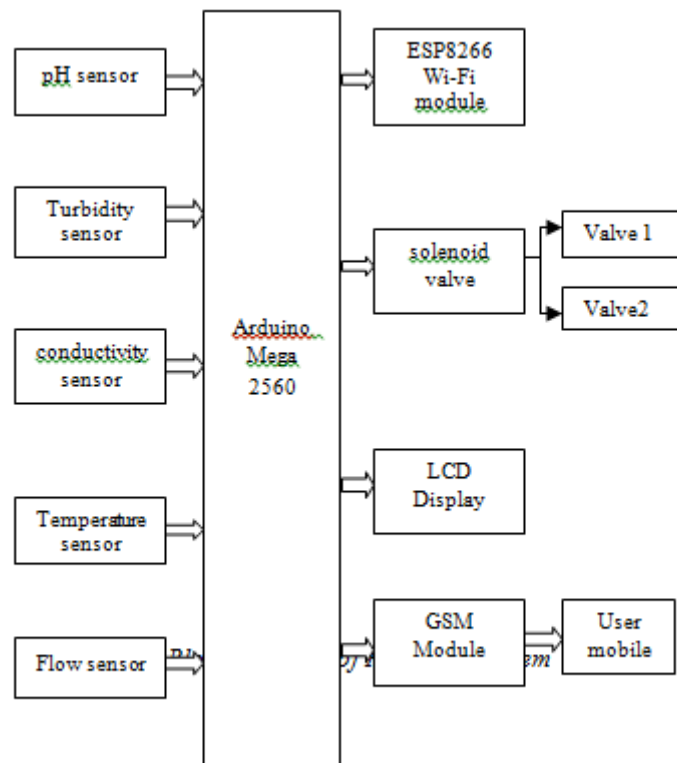 pH sensor
Turbidity
sensor
conductivity
sensor
Temperature
sensor
Flow sensor
Arduino
Mega
2560
ESP8266
Wi-Fi
module
solenoid
valve
Valve 1
Valve2
LCD
Display
GSM
Module
User
mobile